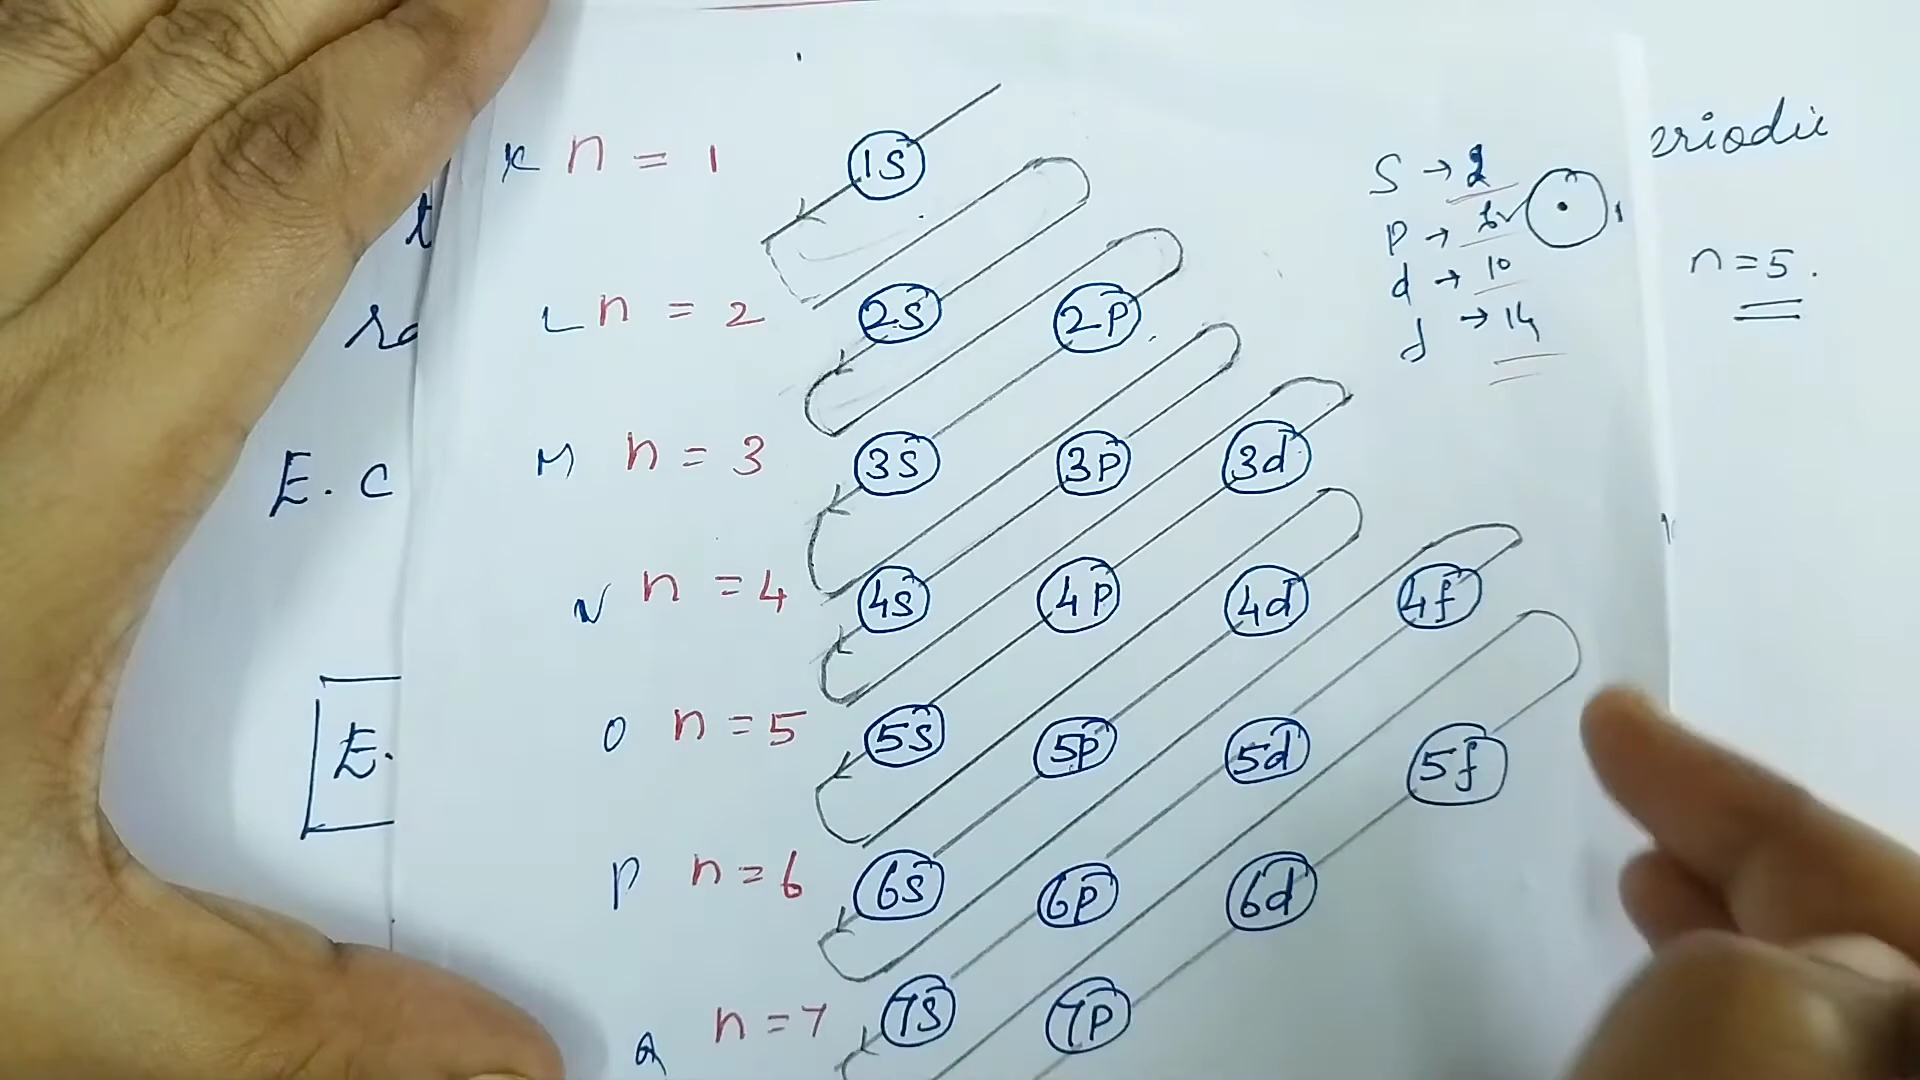 K n = 1 1s
L n = 2 2s 2p
M n = 3 3s 3p 3d
N n = 4 4s 4p 4d 4f
O n = 5 5s 5p 5d 5f
P n = 6 6s 6p 6d
Q n = 7 7s 7p
S → 2
P → 6
d → 10
f → 14
eriodic
n = 5.
E. C
E.